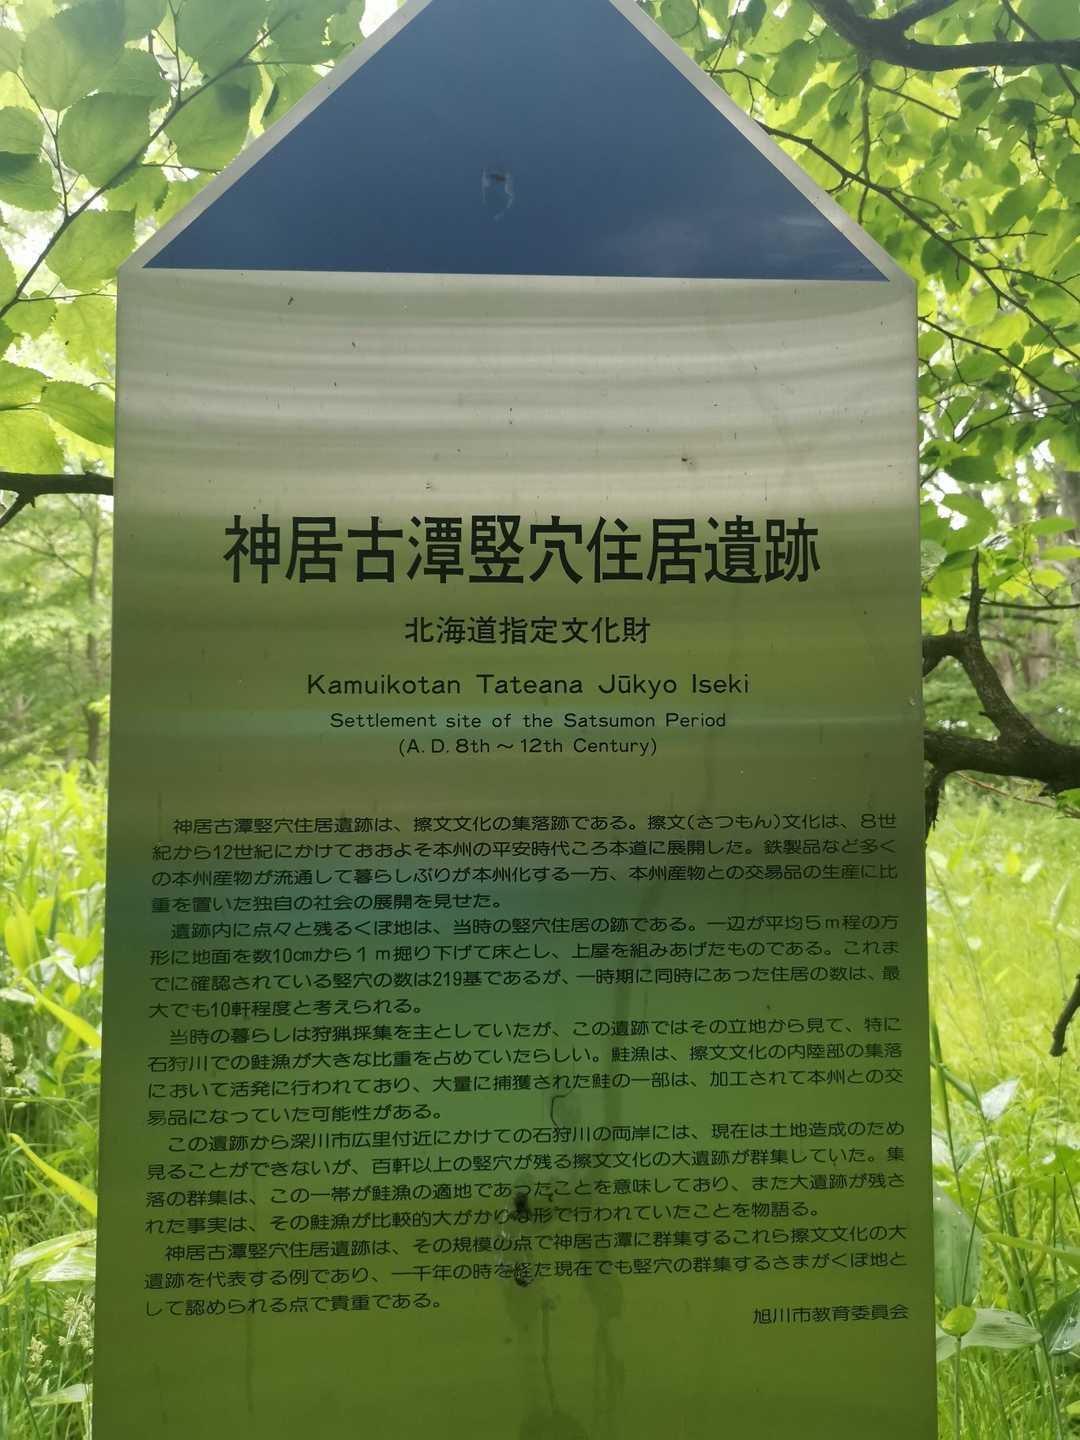 神居古潭竪穴住居遺跡
北海道指定文化財
Kamuikotan Tateana Jūkyo Iseki
Settlement site of the Satsumon Period
(A.D. 8th ～ 12th Century)
神居古潭竪穴住居遺跡は、擦文文化の集落跡である。擦文(さつもん)文化は、8世
紀から12世紀にかけておおよそ本州の平安時代ころ本道に展開した。鉄製品など多く
の本州産物が流通して暮らしぶりが本州化する一方、本州産物との交易品の生産に比
重を置いた独自の社会の展開を見せた。
遺跡内に点々と残るくぼ地は、当時の竪穴住居の跡である。一辺が平均5m程の方
形に地面を数10cmから1m掘り下げて床とし、上屋を組みあげたものである。これま
でに確認されている竪穴の数は219基であるが、一時期に同時にあった住居の数は、最
大でも10軒程度と考えられる。
当時の暮らしは狩猟採集を主としていたが、この遺跡ではその立地から見て、特に
石狩川での鮭漁が大きな比重を占めていたらしい。鮭漁は、擦文文化の内陸部の集落
において活発に行われており、大量に捕獲された鮭の一部は、加工されて本州との交
易品になっていた可能性がある。
この遺跡から深川市広里付近にかけての石狩川の両岸には、現在は土地造成のため
見ることができないが、百軒以上の竪穴が残る擦文文化の大遺跡が群集していた。集
落の群集は、この一帯が鮭漁の適地であったことを意味しており、また大遺跡が残さ
れた事実は、その鮭漁が比較的大がかりな形で行われていたことを物語る。
神居古潭竪穴住居遺跡は、その規模の点で神居古潭に群集するこれら擦文文化の大
遺跡を代表する例であり、一千年の時を経た現在でも竪穴の群集するさまがくぼ地と
して認められる点で貴重である。
旭川市教育委員会